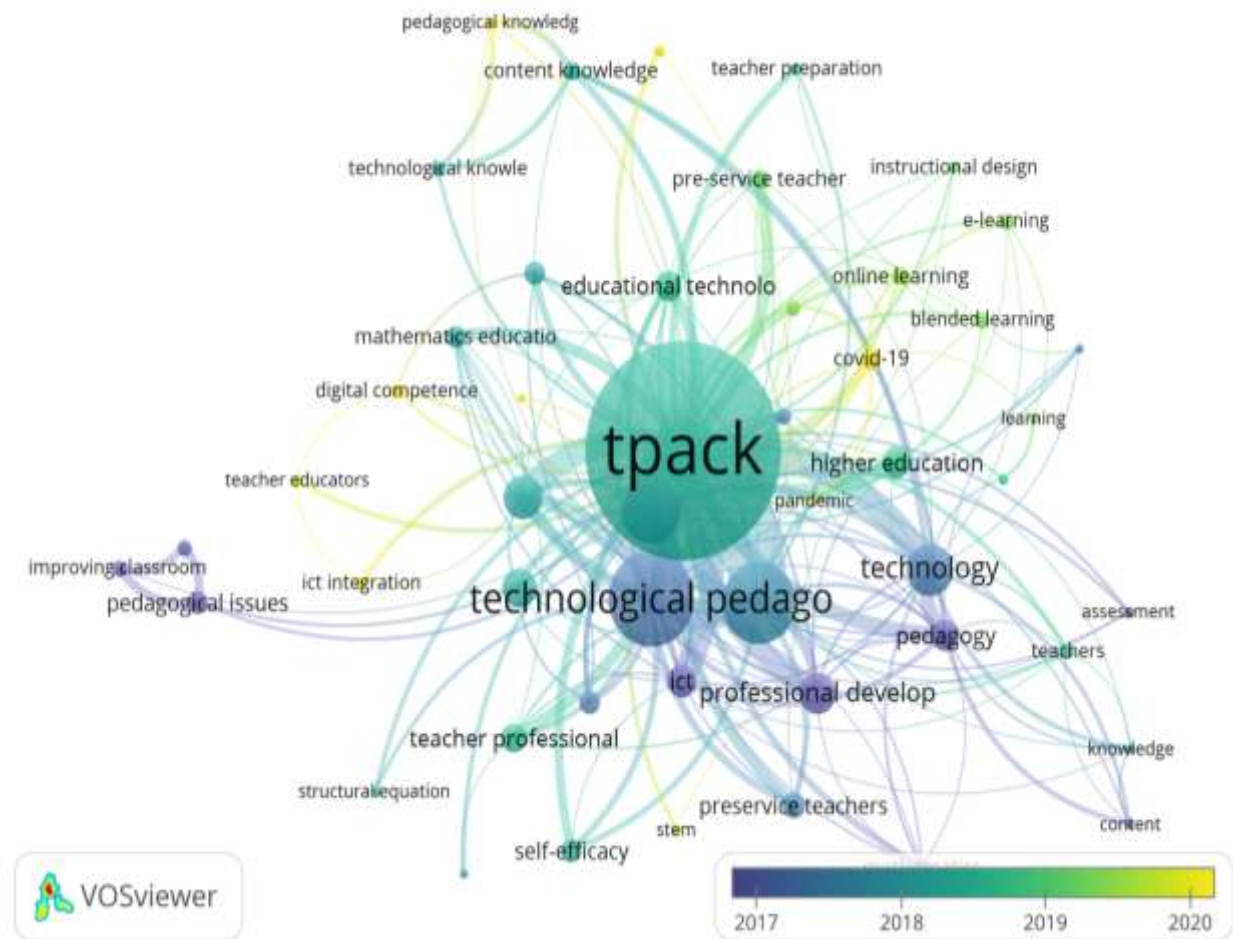 pedagogical knowledg
content knowledge
teacher preparation
technological knowle
pre-service teacher
instructional design
e-learning
educational technolo
online learning
blended learning
mathematics educatio
covid-19
digital competence
learning
tpack
higher education
teacher educators
pandemic
improving classroom
ict integration
technology
pedagogical issues
technological pedago
assessment
pedagogy
teachers
ict
professional develop
teacher professional
knowledge
structural equation
preservice teachers
content
stem
self-efficacy
VOSviewer
2017
2018
2019
2020